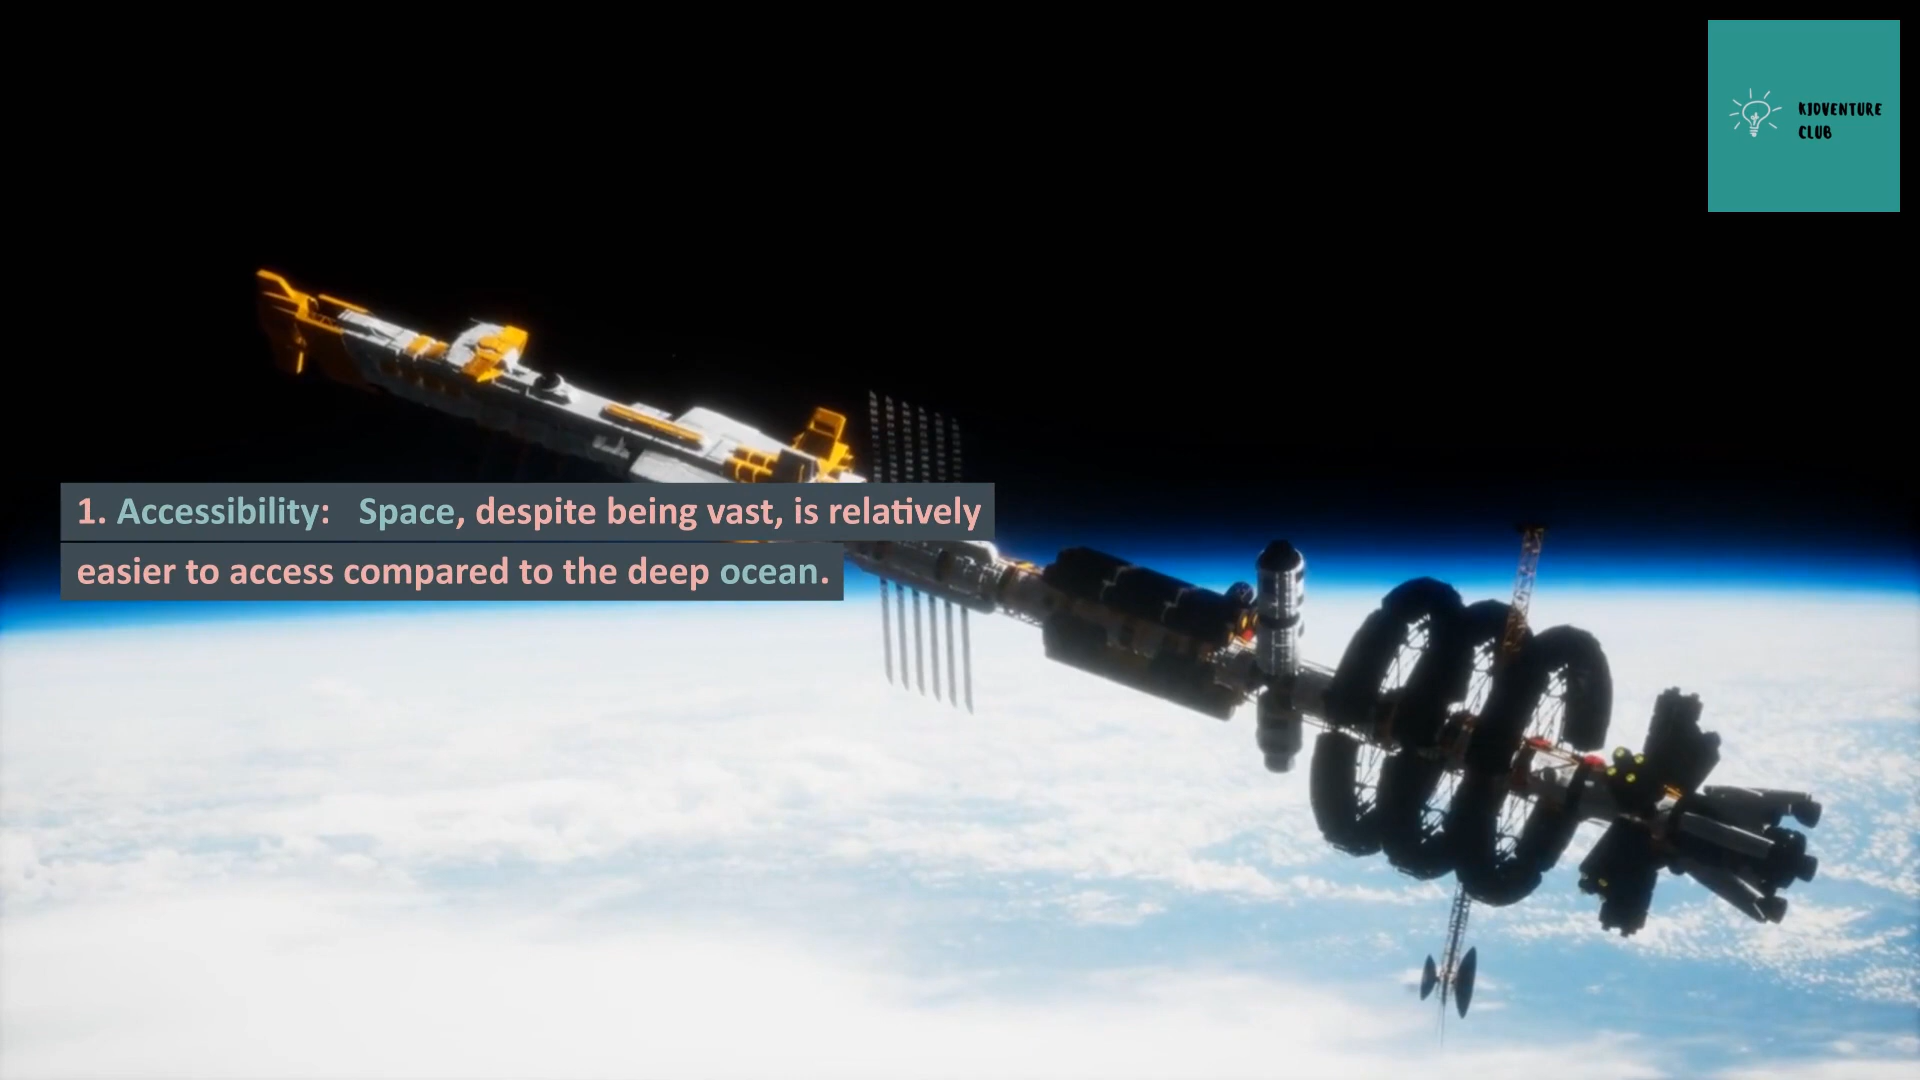 KIDVENTURE
CLUB
1. Accessibility: Space, despite being vast, is relatively
easier to access compared to the deep ocean.